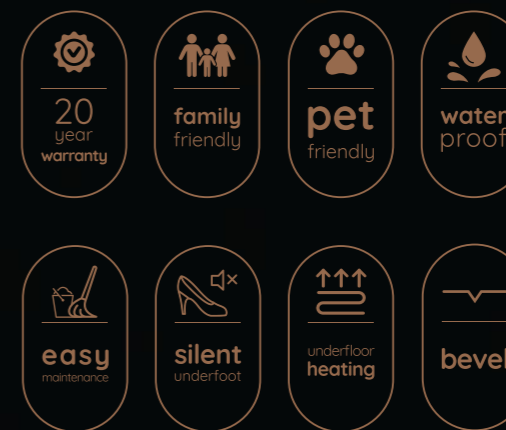 20
year
warranty
family
friendly
pet
friendly
water
proof
easy
maintenance
silent
underfoot
underfloor
heating
bevel